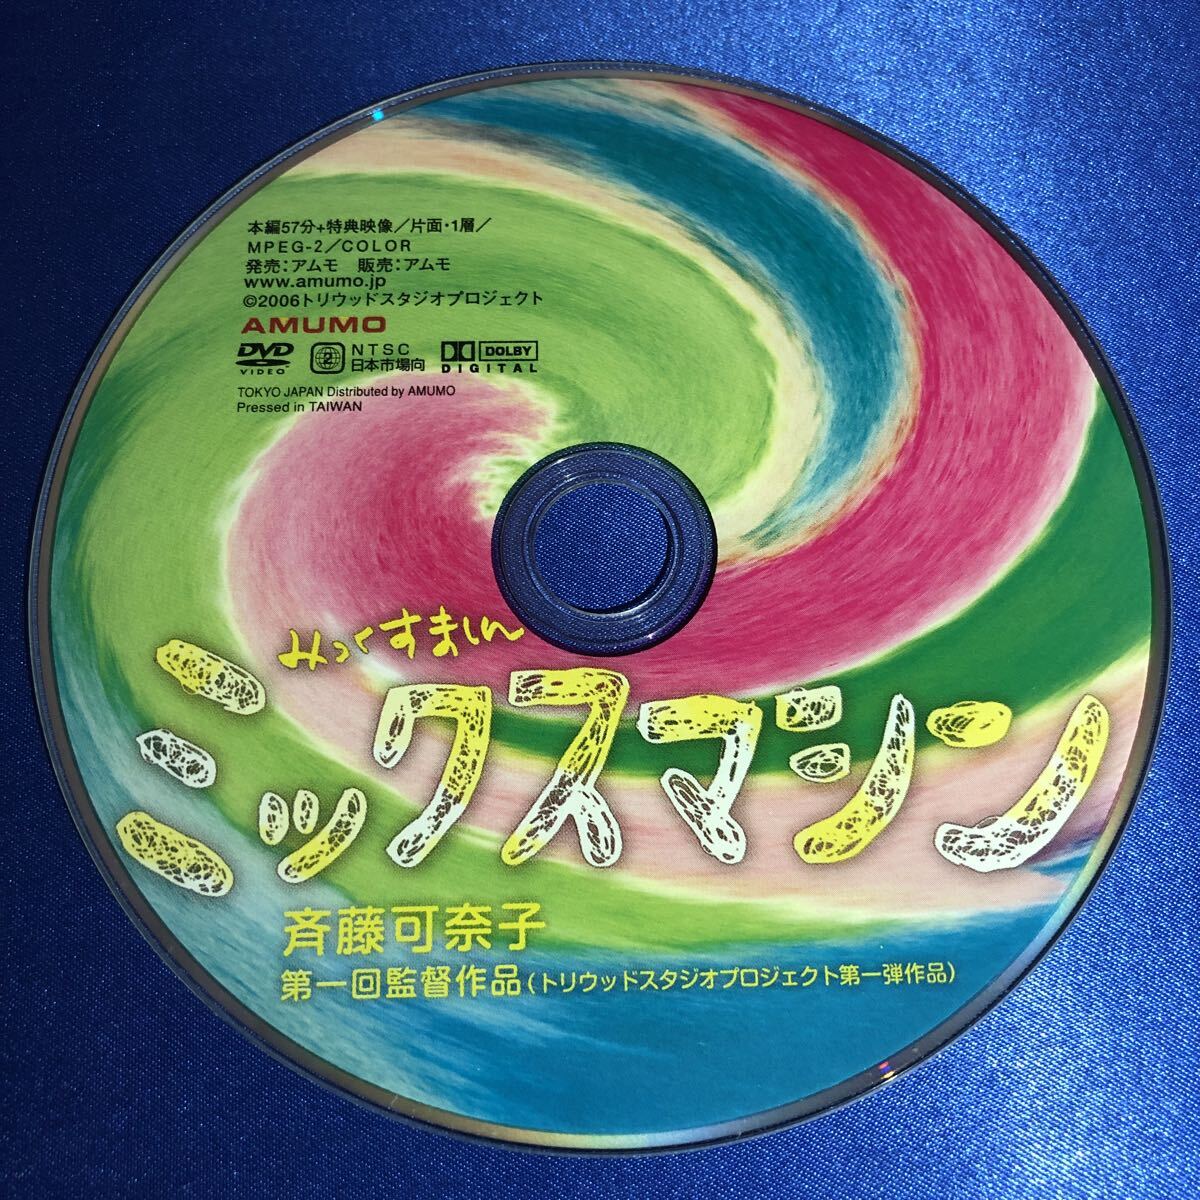 本編57分+特典映像／片面・1層／
MPEG-2／COLOR
発売：アムモ　販売：アムモ
www.amumo.jp
©2006トリウッドスタジオプロジェクト
AMUMO
DVD VIDEO
2 NTSC 日本市場向
DOLBY DIGITAL
TOKYO JAPAN Distributed by AMUMO
Pressed in TAIWAN
みっくすましん
ミックスマシン
斉藤可奈子
第一回監督作品（トリウッドスタジオプロジェクト第一弾作品）